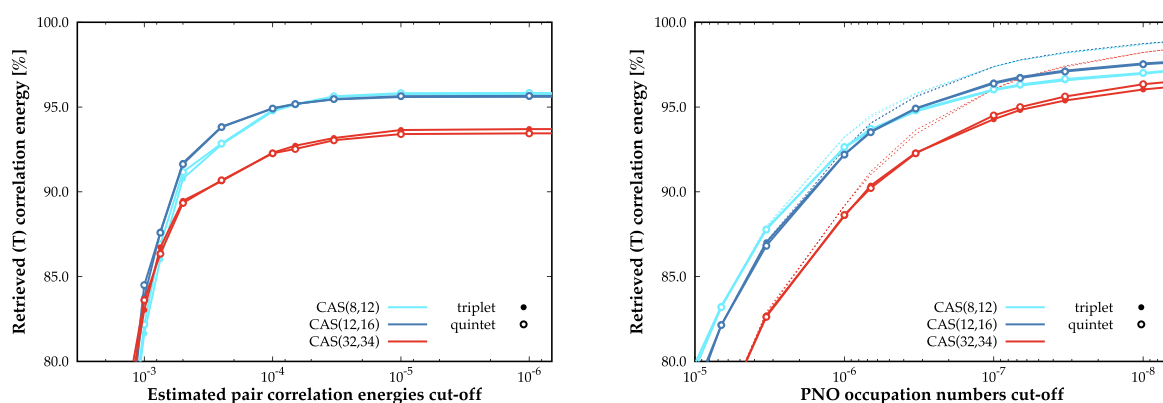 100.0
95.0
90.0
85.0
80.0
Retrieved (T) correlation energy [%]
CAS(8,12)
CAS(12,16)
CAS(32,34)
triplet
quintet
10-3
10-4
10-5
10-6
Estimated pair correlation energies cut-off
100.0
95.0
90.0
85.0
80.0
Retrieved (T) correlation energy [%]
CAS(8,12)
CAS(12,16)
CAS(32,34)
triplet
quintet
10-5
10-6
10-7
10-8
PNO occupation numbers cut-off